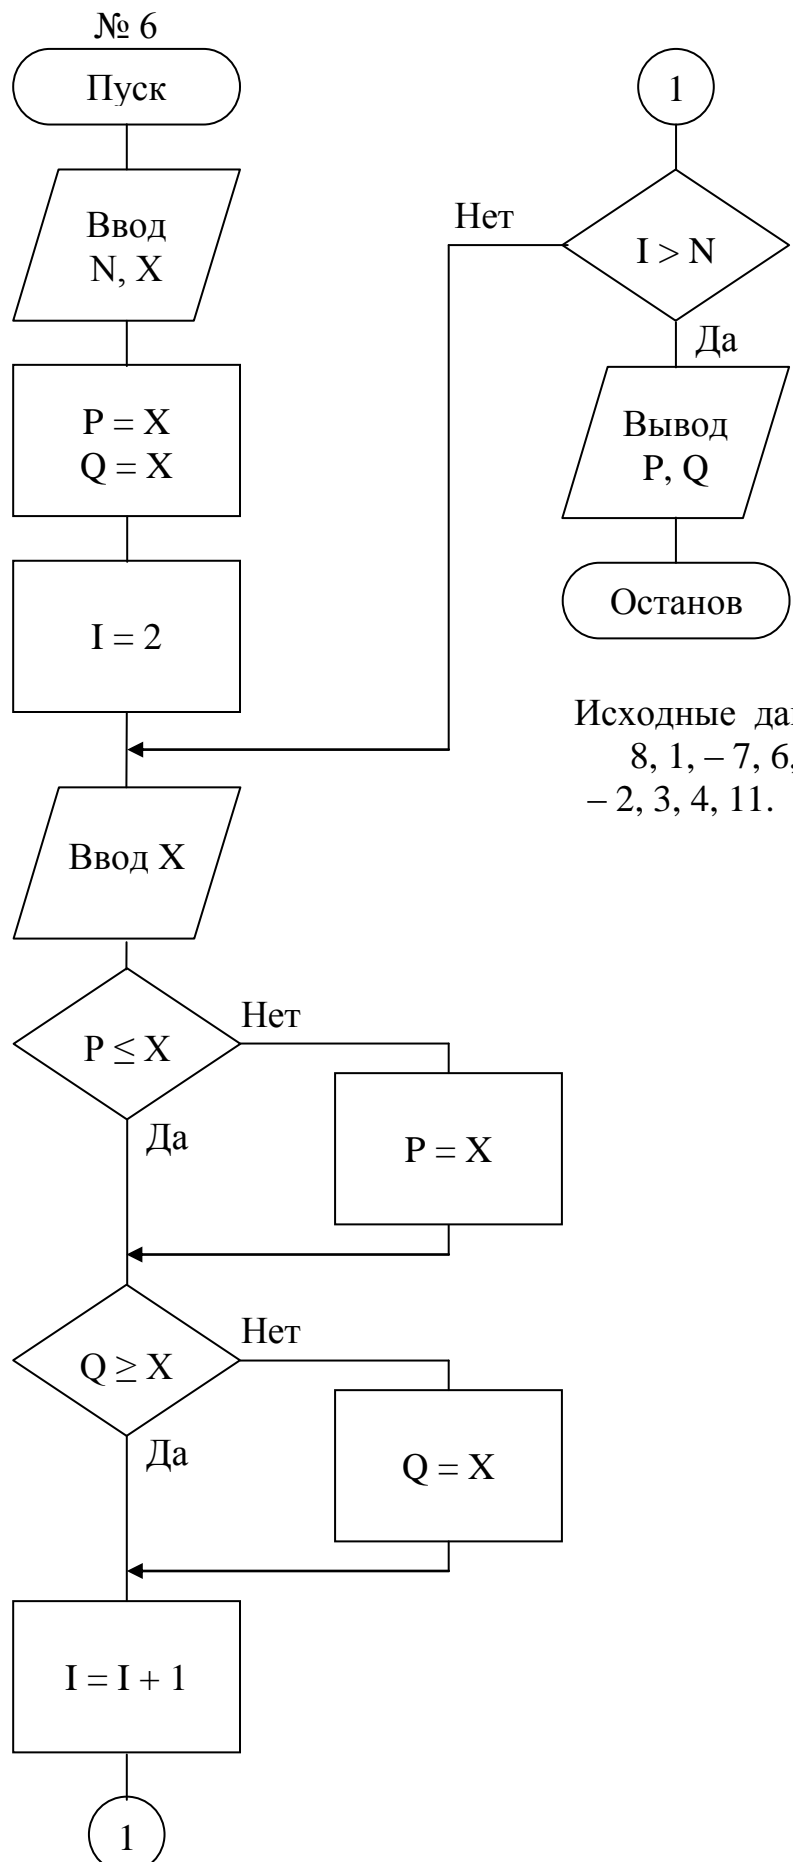 № 6
Пуск
Ввод
N, X
P = X
Q = X
I = 2
Ввод X
P ≤ X
Нет
Да
P = X
Q ≥ X
Нет
Да
Q = X
I = I + 1
1
1
I > N
Нет
Да
Вывод
P, Q
Останов
Исходные
8, 1, – 7, 6,
– 2, 3, 4, 11.